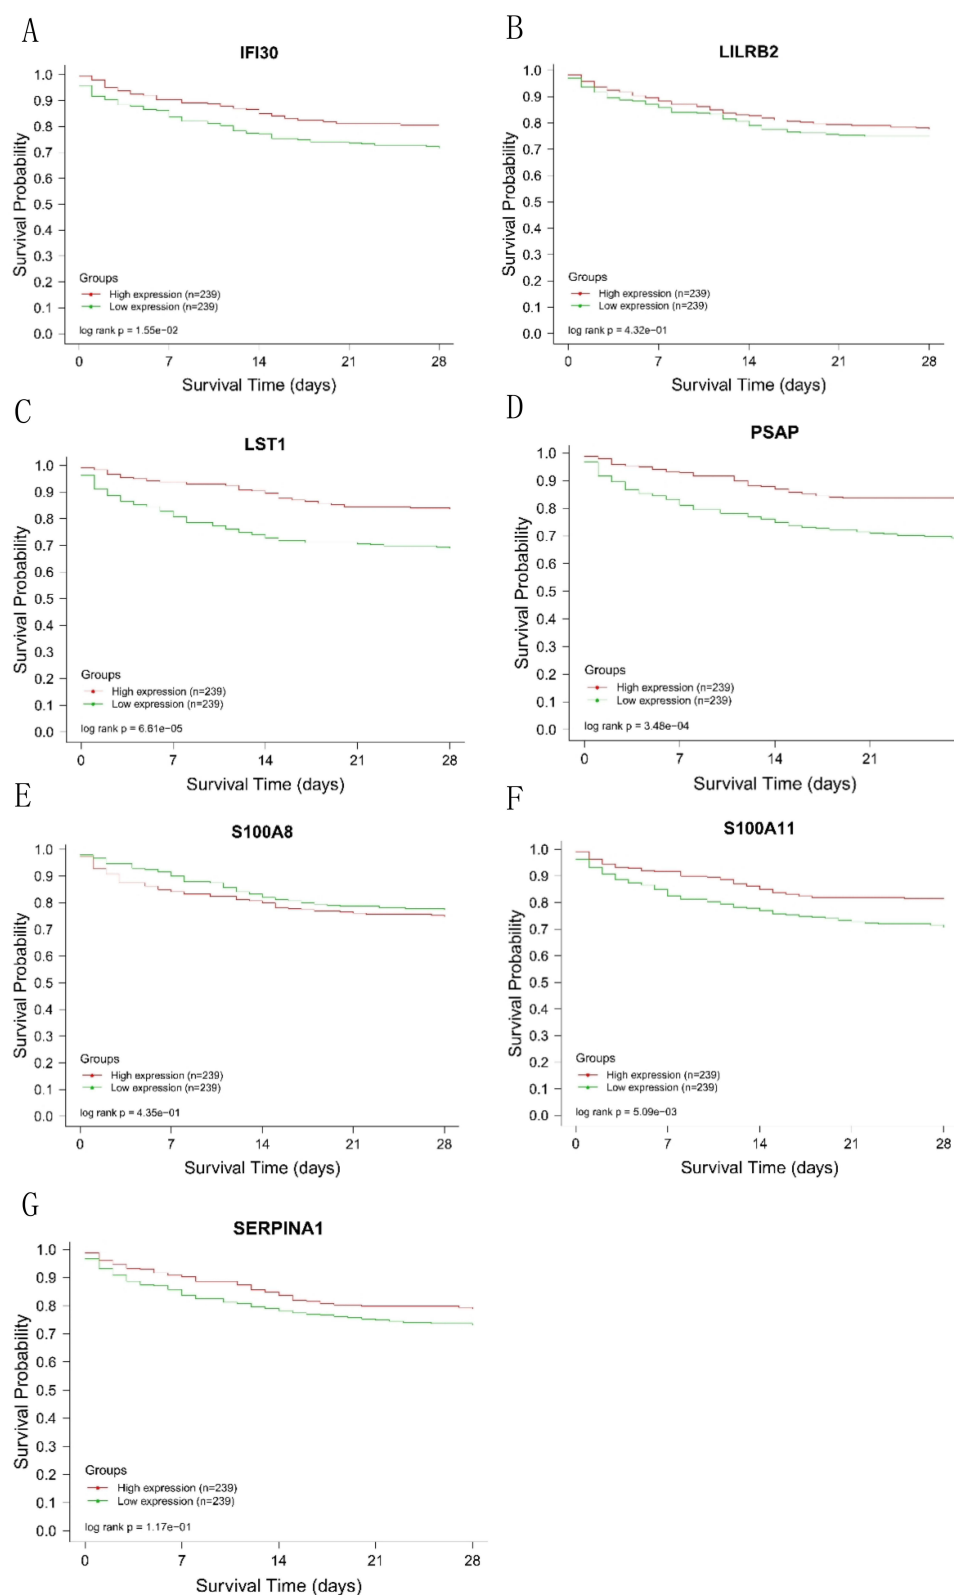 A
IFI30
Survival Probability
1.0
0.9
0.8
0.7
0.6
0.5
0.4
0.3
0.2
0.1
0.0
Groups
High expression (n=239)
Low expression (n=239)
log rank p = 1.55e−02
0 7 14 21 28
Survival Time (days)
B
LILRB2
Survival Probability
1.0
0.9
0.8
0.7
0.6
0.5
0.4
0.3
0.2
0.1
0.0
Groups
High expression (n=239)
Low expression (n=239)
log rank p = 4.32e−01
0 7 14 21 28
Survival Time (days)
C
LST1
Survival Probability
1.0
0.9
0.8
0.7
0.6
0.5
0.4
0.3
0.2
0.1
0.0
Groups
High expression (n=239)
Low expression (n=239)
log rank p = 6.61e−05
0 7 14 21 28
Survival Time (days)
D
PSAP
Survival Probability
1.0
0.9
0.8
0.7
0.6
0.5
0.4
0.3
0.2
0.1
0.0
Groups
High expression (n=239)
Low expression (n=239)
log rank p = 3.48e−04
0 7 14 21
Survival Time (days)
E
S100A8
Survival Probability
1.0
0.9
0.8
0.7
0.6
0.5
0.4
0.3
0.2
0.1
0.0
Groups
High expression (n=239)
Low expression (n=239)
log rank p = 4.35e−01
0 7 14 21 28
Survival Time (days)
F
S100A11
Survival Probability
1.0
0.9
0.8
0.7
0.6
0.5
0.4
0.3
0.2
0.1
0.0
Groups
High expression (n=239)
Low expression (n=239)
log rank p = 5.09e−03
0 7 14 21 28
Survival Time (days)
G
SERPINA1
Survival Probability
1.0
0.9
0.8
0.7
0.6
0.5
0.4
0.3
0.2
0.1
0.0
Groups
High expression (n=239)
Low expression (n=239)
log rank p = 1.17e−01
0 7 14 21 28
Survival Time (days)